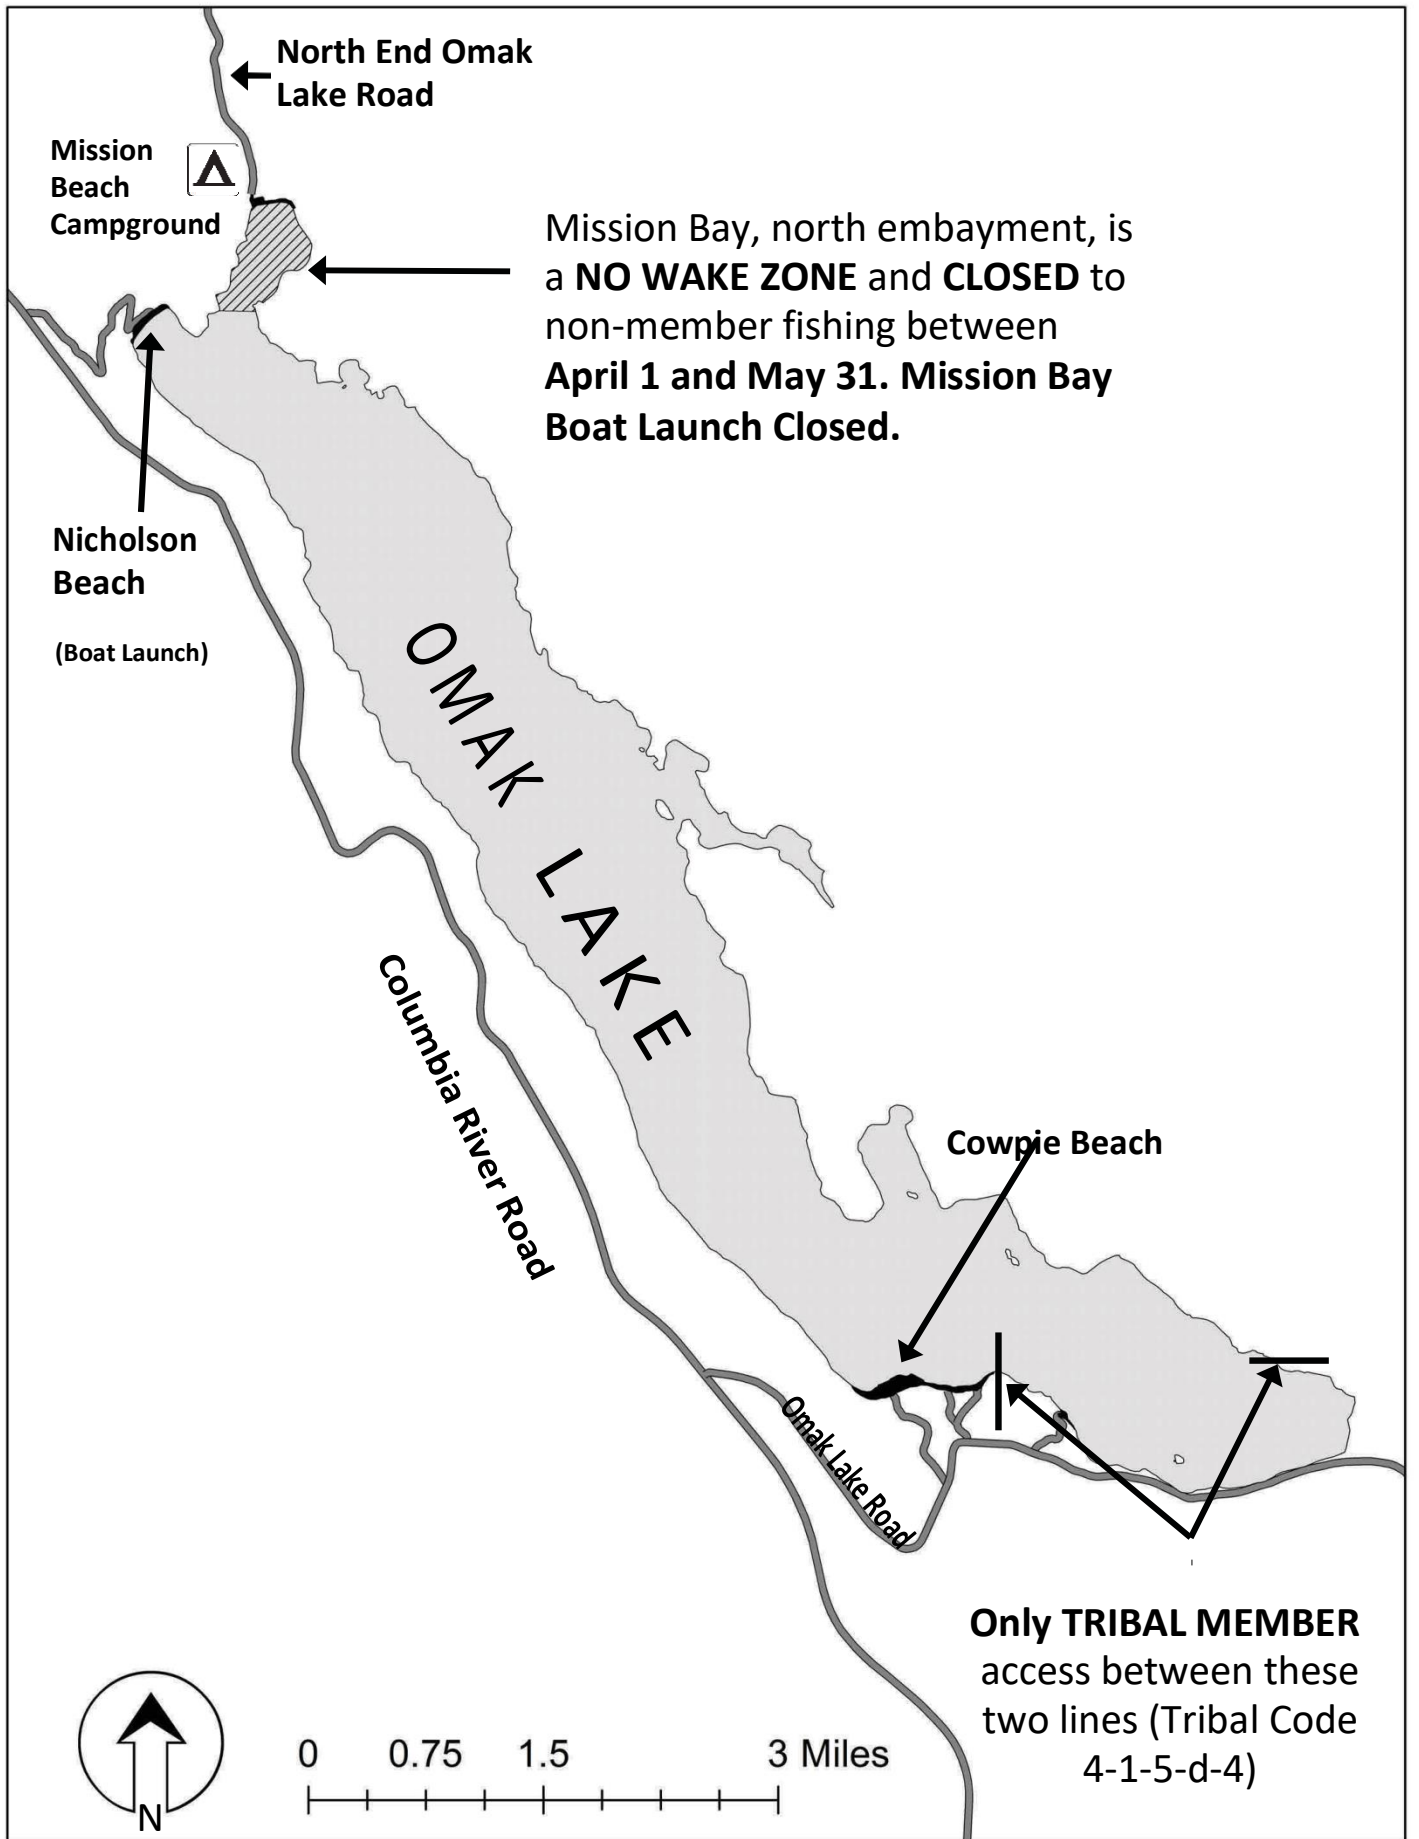 North End Omak
Lake Road
Mission
Beach
Campground
Mission Bay, north embayment, is
a NO WAKE ZONE and CLOSED to
non-member fishing between
April 1 and May 31. Mission Bay
Boat Launch Closed.
Nicholson
Beach
(Boat Launch)
OMAK LAKE
Columbia River Road
Cowpie Beach
Omak Lake Road
Only TRIBAL MEMBER
access between these
two lines (Tribal Code
4-1-5-d-4)
0 0.75 1.5 3 Miles
N